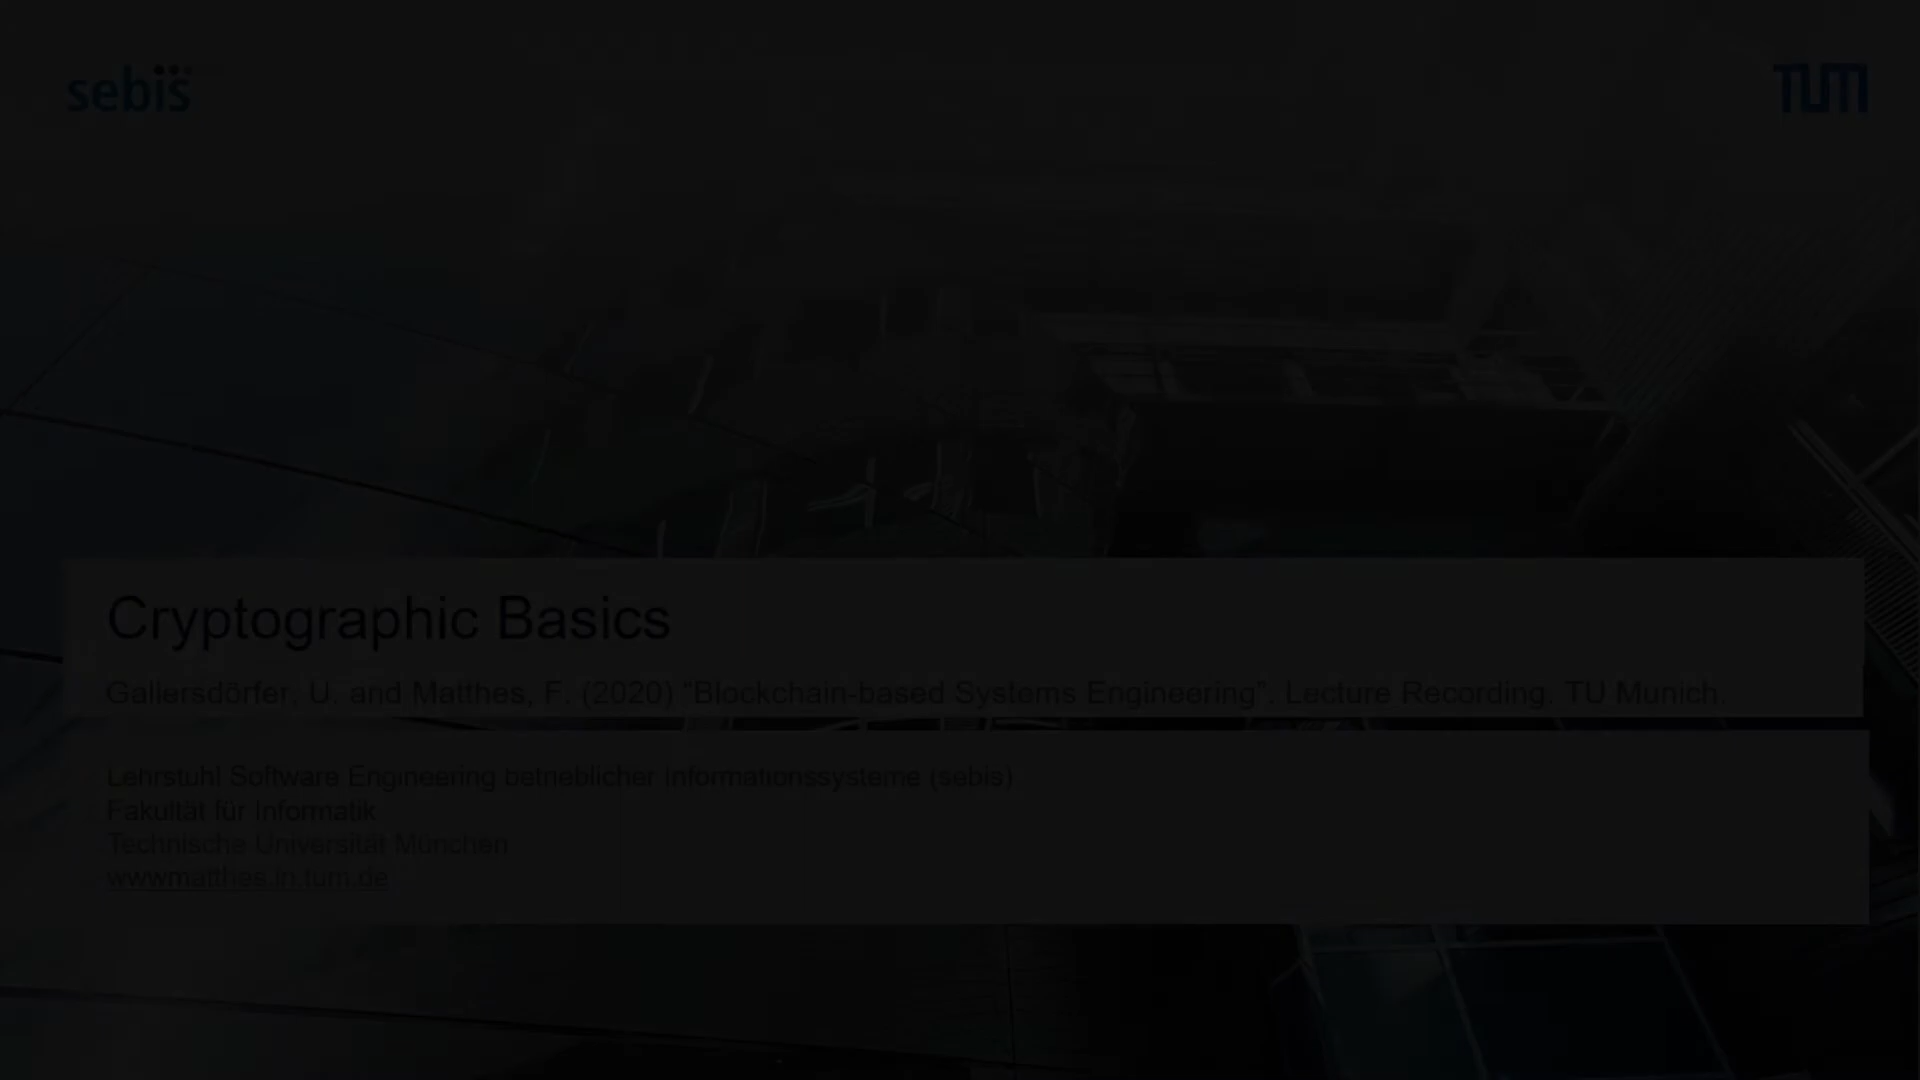 sebis
TUM
Cryptographic Basics
Gallersdörfer, U. and Matthes, F. (2020) "Blockchain-based Systems Engineering". Lecture Recording. TU Munich.
Lehrstuhl Software Engineering betrieblicher Informationssysteme (sebis)
Fakultät für Informatik
Technische Universität München
wwwmatthes.in.tum.de